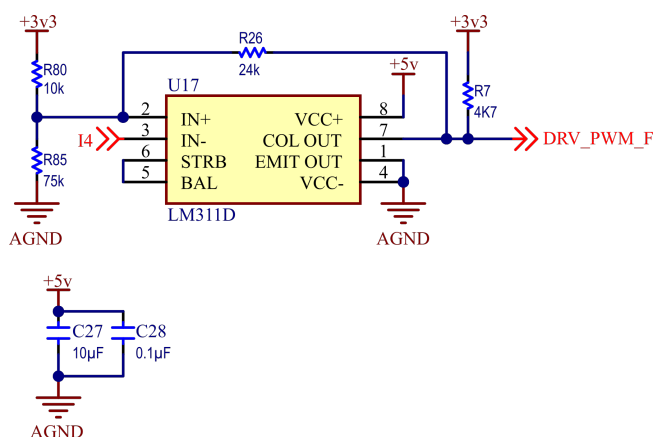 +3v3
R80
10k
R85
75k
AGND
I4
R26
24k
U17
2 IN+ VCC+ 8
3 IN- COL OUT 7
6 STRB EMIT OUT 1
5 BAL VCC- 4
LM311D
+5v
+3v3
R7
4K7
DRV_PWM_F
AGND
+5v
C27
10µF
C28
0.1µF
AGND